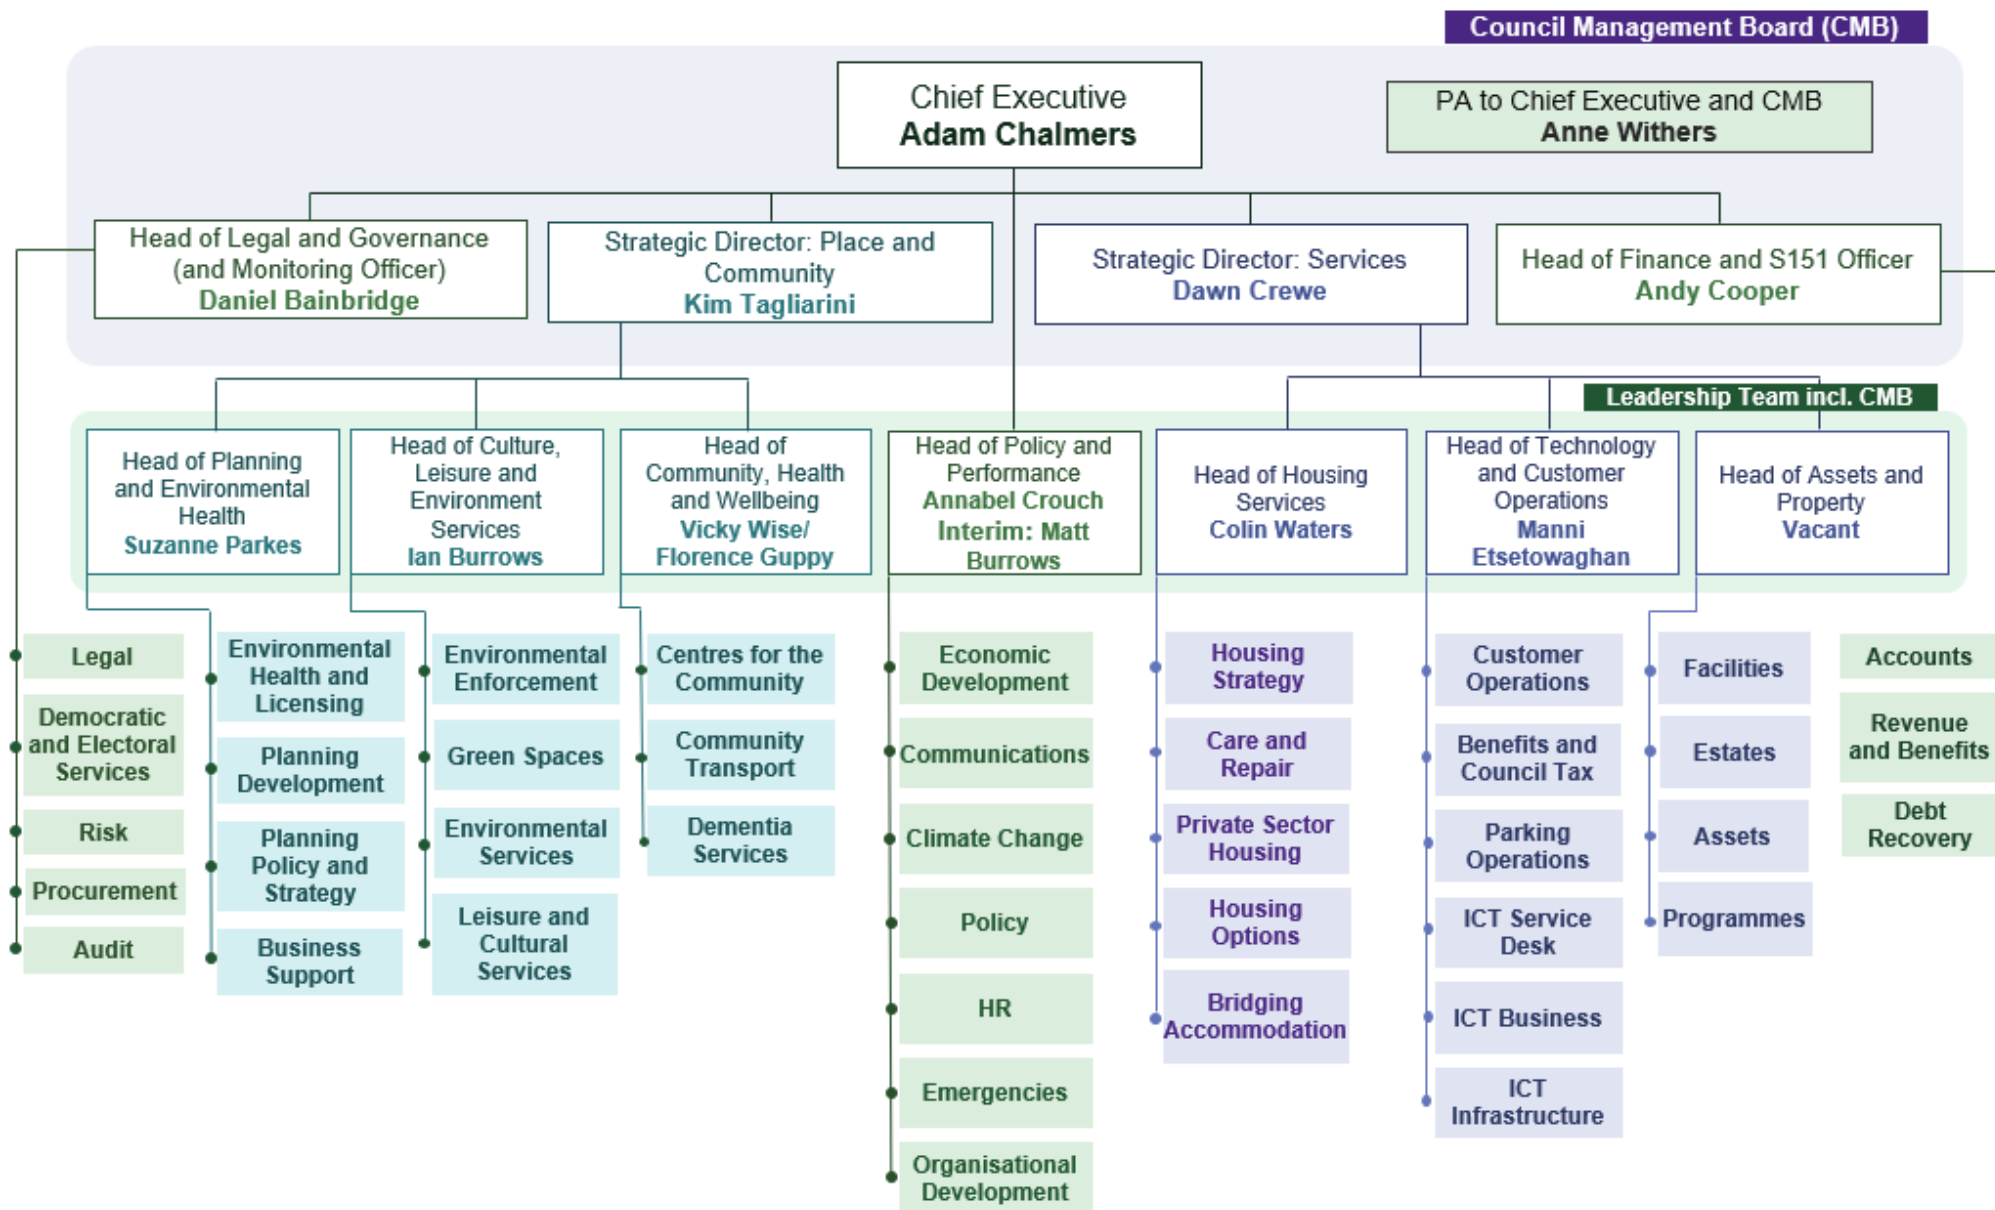 Council Management Board (CMB)
Chief Executive
Adam Chalmers
PA to Chief Executive and CMB
Anne Withers
Head of Legal and Governance
(and Monitoring Officer)
Daniel Bainbridge
Strategic Director: Place and
Community
Kim Tagliarini
Strategic Director: Services
Dawn Crewe
Head of Finance and S151 Officer
Andy Cooper
Leadership Team incl. CMB
Head of Planning
and Environmental
Health
Suzanne Parkes
Head of Culture,
Leisure and
Environment
Services
Ian Burrows
Head of
Community, Health
and Wellbeing
Vicky Wise/
Florence Guppy
Head of Policy and
Performance
Annabel Crouch
Interim: Matt
Burrows
Head of Housing
Services
Colin Waters
Head of Technology
and Customer
Operations
Manni
Etsetowaghan
Head of Assets and
Property
Vacant
Legal
Democratic
and Electoral
Services
Risk
Procurement
Audit
Environmental
Health and
Licensing
Planning
Development
Planning
Policy and
Strategy
Business
Support
Environmental
Enforcement
Green Spaces
Environmental
Services
Leisure and
Cultural
Services
Centres for the
Community
Community
Transport
Dementia
Services
Economic
Development
Communications
Climate Change
Policy
HR
Emergencies
Organisational
Development
Housing
Strategy
Care and
Repair
Private Sector
Housing
Housing
Options
Bridging
Accommodation
Customer
Operations
Benefits and
Council Tax
Parking
Operations
ICT Service
Desk
ICT Business
ICT
Infrastructure
Facilities
Estates
Assets
Programmes
Accounts
Revenue
and Benefits
Debt
Recovery